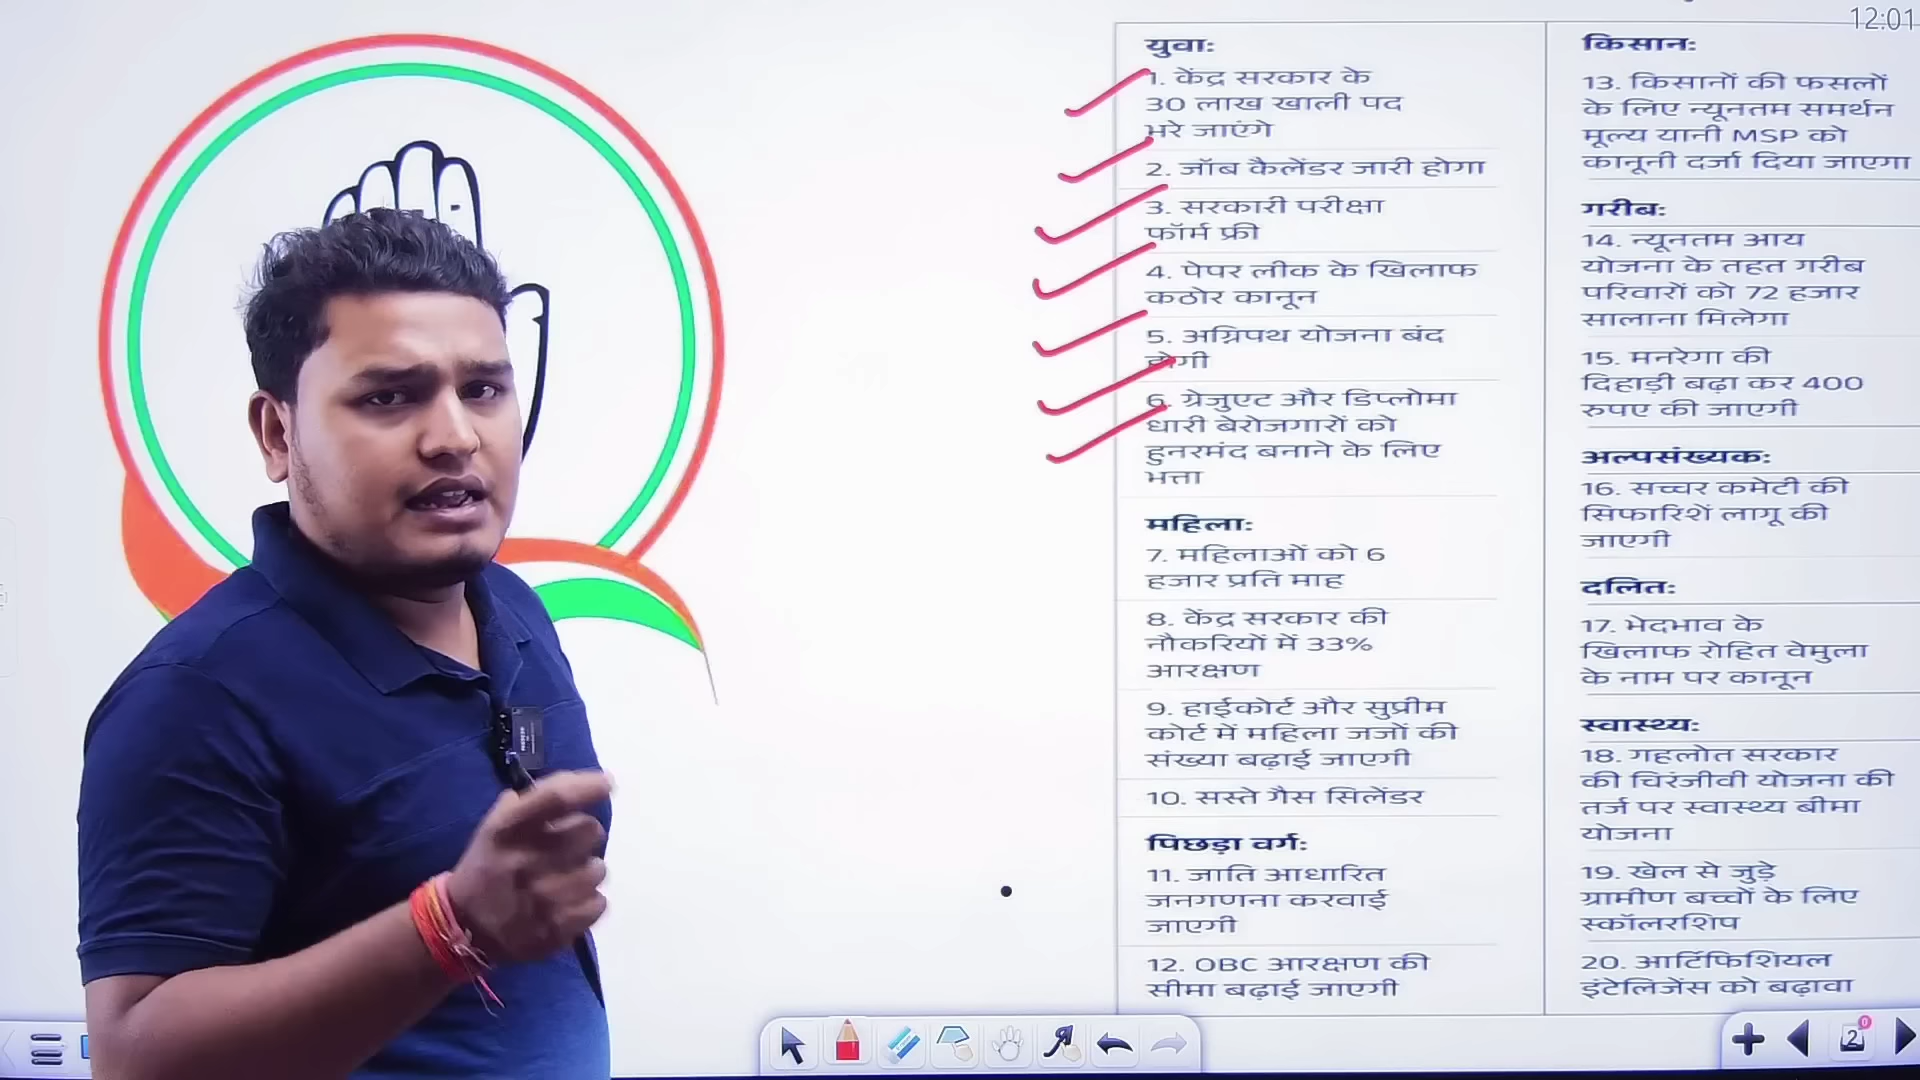 12:01
युवा:
1. केंद्र सरकार के
30 लाख खाली पद
भरे जाएंगे
2. जॉब कैलेंडर जारी होगा
3. सरकारी परीक्षा
फॉर्म फ्री
4. पेपर लीक के खिलाफ
कठोर कानून
5. अग्निपथ योजना बंद
होगी
6. ग्रेजुएट और डिप्लोमा
धारी बेरोजगारों को
हुनरमंद बनाने के लिए
भत्ता
महिला:
7. महिलाओं को 6
हजार प्रति माह
8. केंद्र सरकार की
नौकरियों में 33%
आरक्षण
9. हाईकोर्ट और सुप्रीम
कोर्ट में महिला जजों की
संख्या बढ़ाई जाएगी
10. सस्ते गैस सिलेंडर
पिछड़ा वर्ग:
11. जाति आधारित
जनगणना करवाई
जाएगी
12. OBC आरक्षण की
सीमा बढ़ाई जाएगी
किसान:
13. किसानों की फसलों
के लिए न्यूनतम समर्थन
मूल्य यानी MSP को
कानूनी दर्जा दिया जाएगा
गरीब:
14. न्यूनतम आय
योजना के तहत गरीब
परिवारों को 72 हजार
सालाना मिलेगा
15. मनरेगा की
दिहाड़ी बढ़ा कर 400
रुपए की जाएगी
अल्पसंख्यक:
16. सच्चर कमेटी की
सिफारिशें लागू की
जाएगी
दलित:
17. भेदभाव के
खिलाफ रोहित वेमुला
के नाम पर कानून
स्वास्थ्य:
18. गहलोत सरकार
की चिरंजीवी योजना की
तर्ज पर स्वास्थ्य बीमा
योजना
19. खेल से जुड़े
ग्रामीण बच्चों के लिए
स्कॉलरशिप
20. आर्टिफिशियल
इंटेलिजेंस को बढ़ावा
2
0